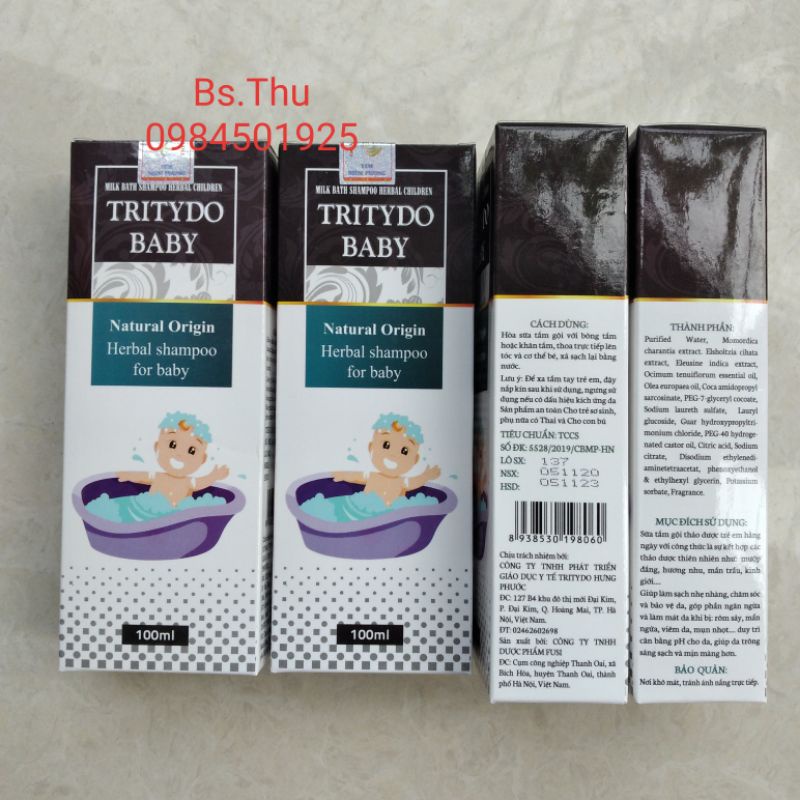 Bs.Thu
0984501925
TEM
NIÊM PHONG
MILK BATH SHAMPOO HERBAL CHILDREN
TRITYDO
BABY
Natural Origin
Herbal shampoo
for baby
100ml
TEM
NIÊM PHONG
MILK BATH SHAMPOO HERBAL CHILDREN
TRITYDO
BABY
Natural Origin
Herbal shampoo
for baby
100ml
CÁCH DÙNG:
Hòa sữa tắm gội với bông tắm
hoặc khăn tắm, thoa trực tiếp lên
tóc và cơ thể bé, xả sạch lại bằng
nước.
Lưu ý: Để xa tầm tay trẻ em, đậy
nắp kín sau khi sử dụng, ngưng sử
dụng nếu có dấu hiệu kích ứng da
Sản phẩm an toàn Cho trẻ sơ sinh,
phụ nữ có Thai và Cho con bú
TIÊU CHUẨN: TCCS
SỐ ĐK: 5528/2019/CBMP-HN
LÔ SX: 137
NSX: 051120
HSD: 051123
8 938530 198060
Chịu trách nhiệm bởi:
CÔNG TY TNHH PHÁT TRIỂN
GIÁO DỤC Y TẾ TRITYDO HƯNG
PHƯỚC
ĐC: 127 B4 khu đô thị mới Đại Kim,
P. Đại Kim, Q. Hoàng Mai, TP. Hà
Nội, Việt Nam.
ĐT: 02462602698
Sản xuất bởi: CÔNG TY TNHH
DƯỢC PHẨM FUSI
ĐC: Cụm công nghiệp Thanh Oai, xã
Bích Hòa, huyện Thanh Oai, thành
phố Hà Nội, Việt Nam.
THÀNH PHẦN:
Purified Water, Momordica
charantia extract. Elsholtzia cihata
extract, Eleusine indica extract,
Ocimum tenuiflorum essential oil,
Olea europaea oil, Coca amidopropyl
sarcosinate, PEG-7-glyceryl cocoate,
Sodium laureth sulfate, Lauryl
glucoside, Guar hydroxypropyltri-
monium chloride, PEG-40 hydroge-
nated castor oil, Citric acid, Sodium
citrate, Disodium ethylenedi-
aminetetraacetat, phenoxyethanol
& ethylhexyl glycerin, Potassium
sorbate, Fragrance.
MỤC ĐÍCH SỬ DỤNG:
Sữa tắm gội thảo dược trẻ em hằng
ngày với công thức là sự kết hợp các
thảo dược thiên nhiên như: mướp
đắng, hương nhu, mần trầu, kinh
giới....
Giúp làm sạch nhẹ nhàng, chăm sóc
và bảo vệ da, góp phần ngăn ngừa
và làm mát da khi bị: rôm sảy, mẩn
ngứa, viêm da, mụn nhọt... duy trì
cân bằng pH cho da, giúp da trông
sáng sạch và mịn màng hơn.
BẢO QUẢN:
Nơi khô mát, tránh ánh nắng trực tiếp.